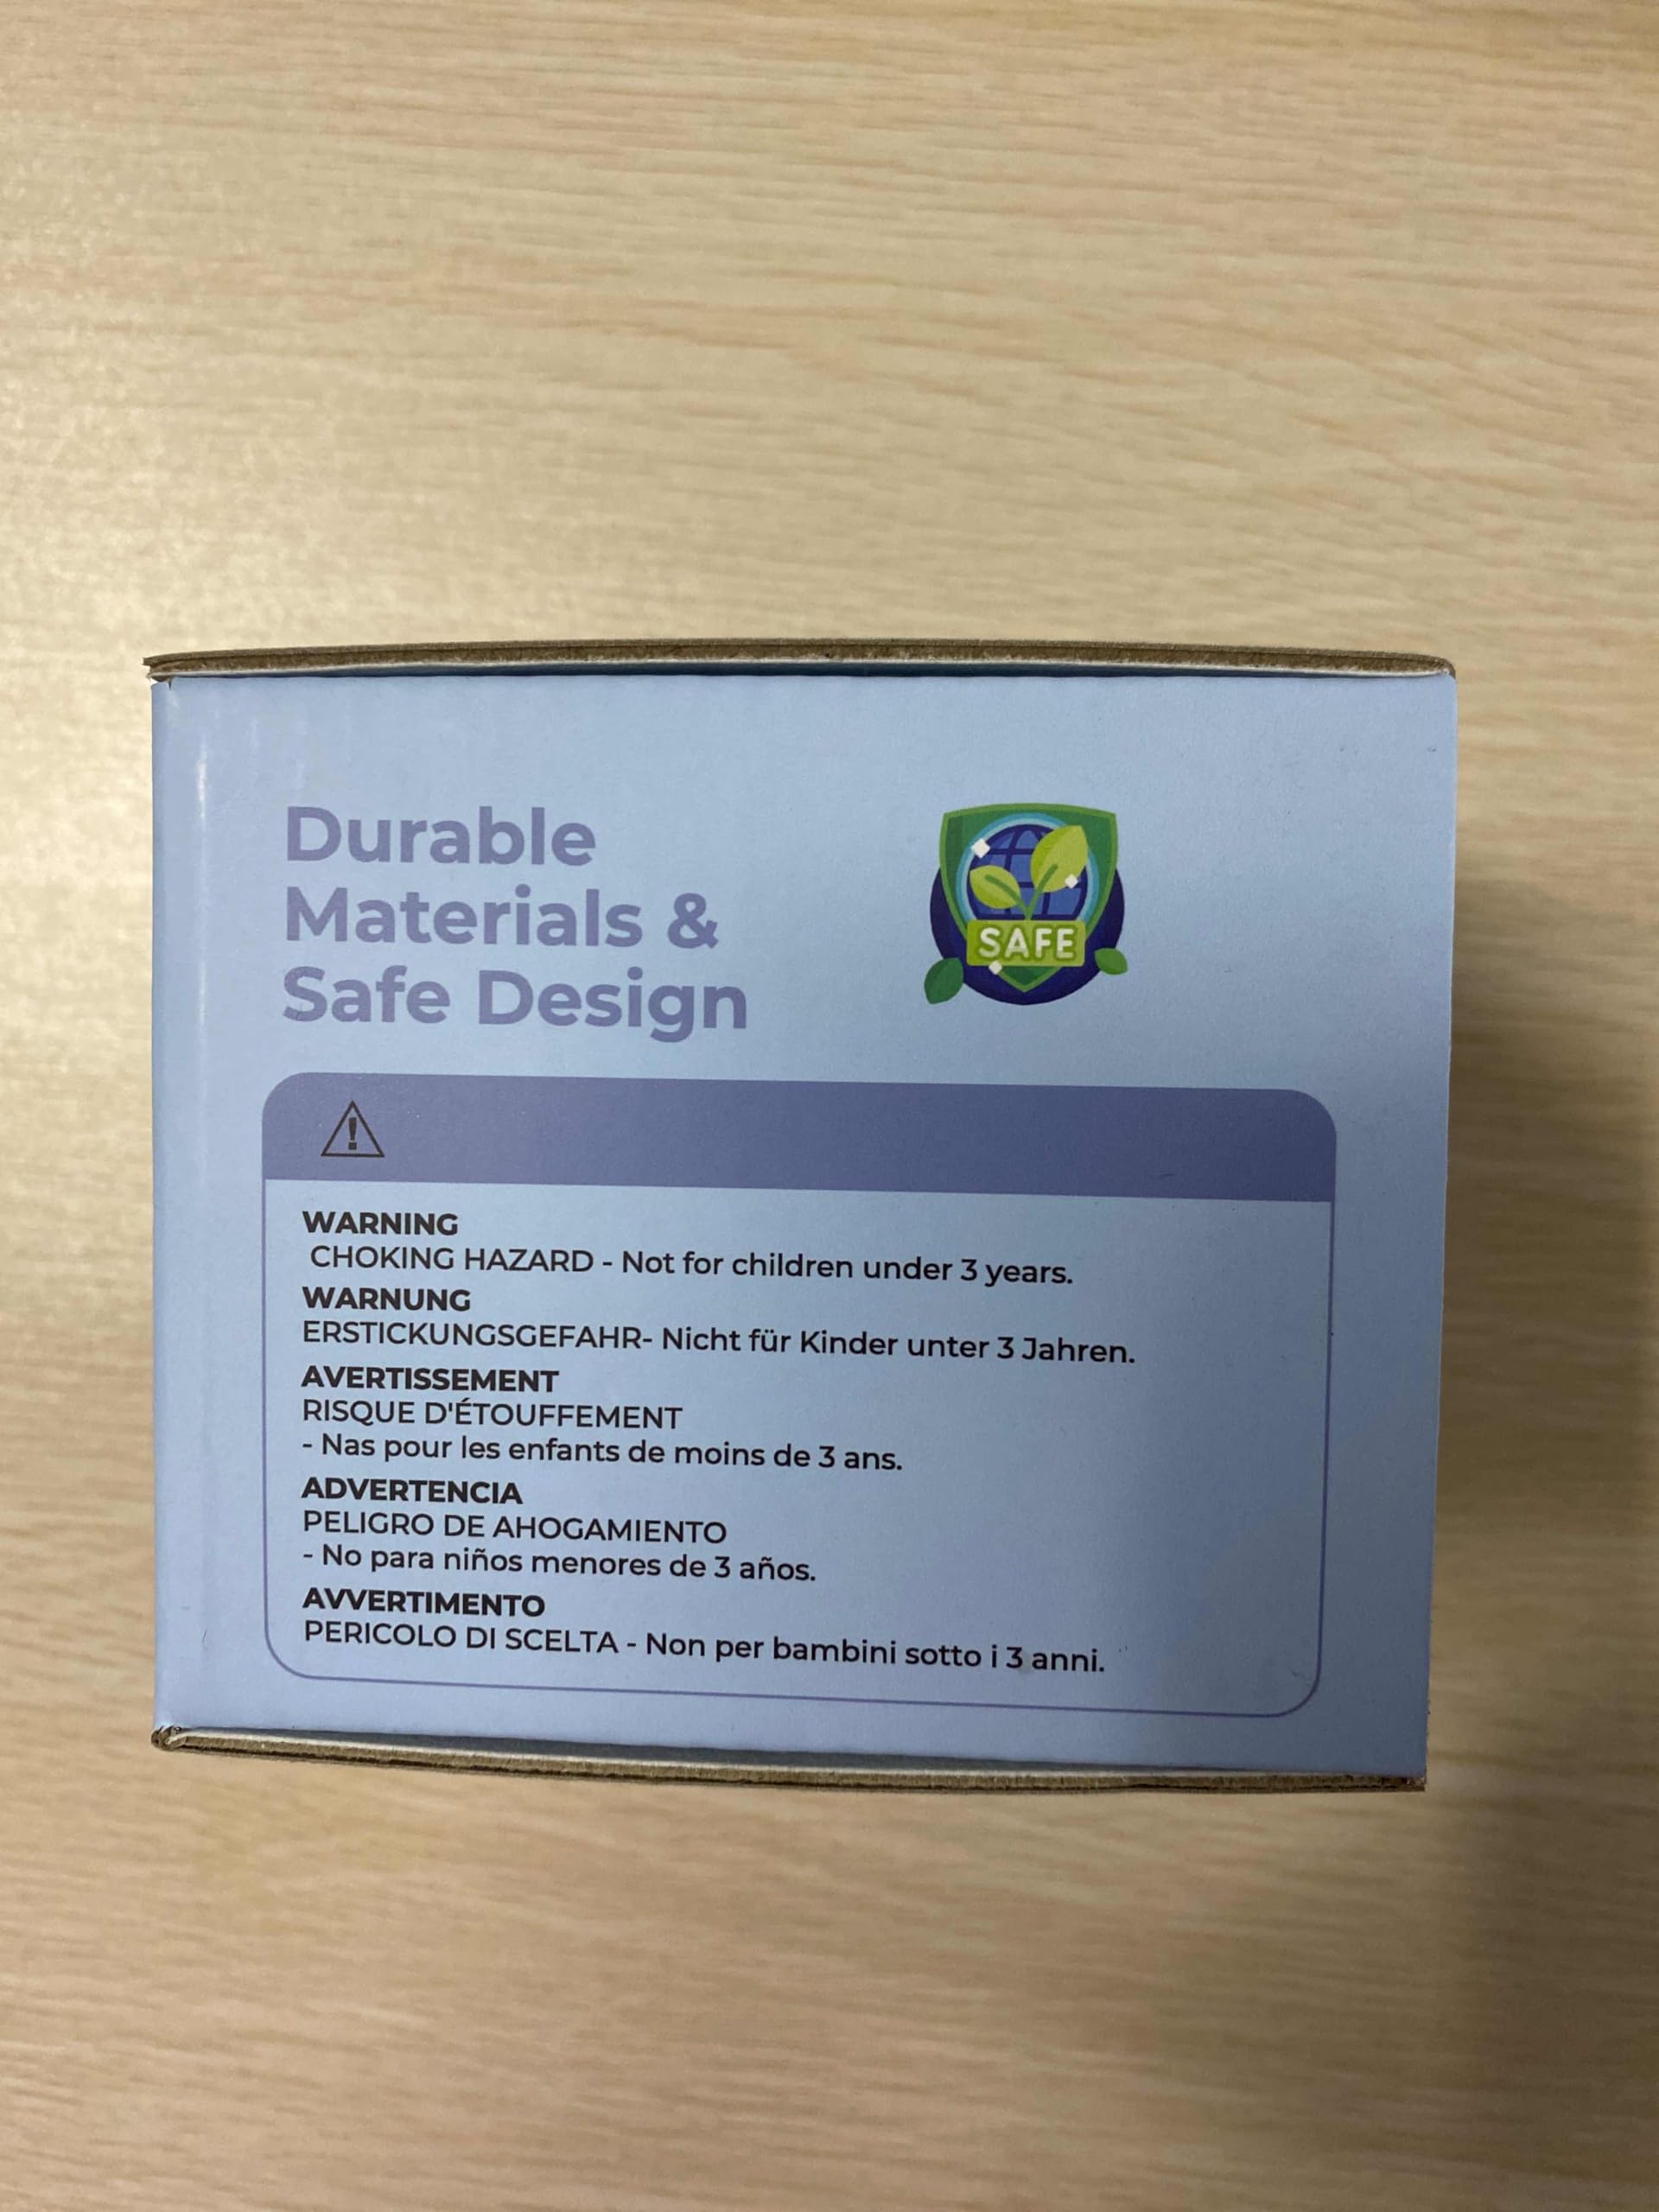 Durable
Materials &
Safe Design
SAFE
WARNING
CHOKING HAZARD - Not for children under 3 years.
WARNUNG
ERSTICKUNGSGEFAHR- Nicht für Kinder unter 3 Jahren.
AVERTISSEMENT
RISQUE D'ÉTOUFFEMENT
- Nas pour les enfants de moins de 3 ans.
ADVERTENCIA
PELIGRO DE AHOGAMIENTO
- No para niños menores de 3 años.
AVVERTIMENTO
PERICOLO DI SCELTA - Non per bambini sotto i 3 anni.